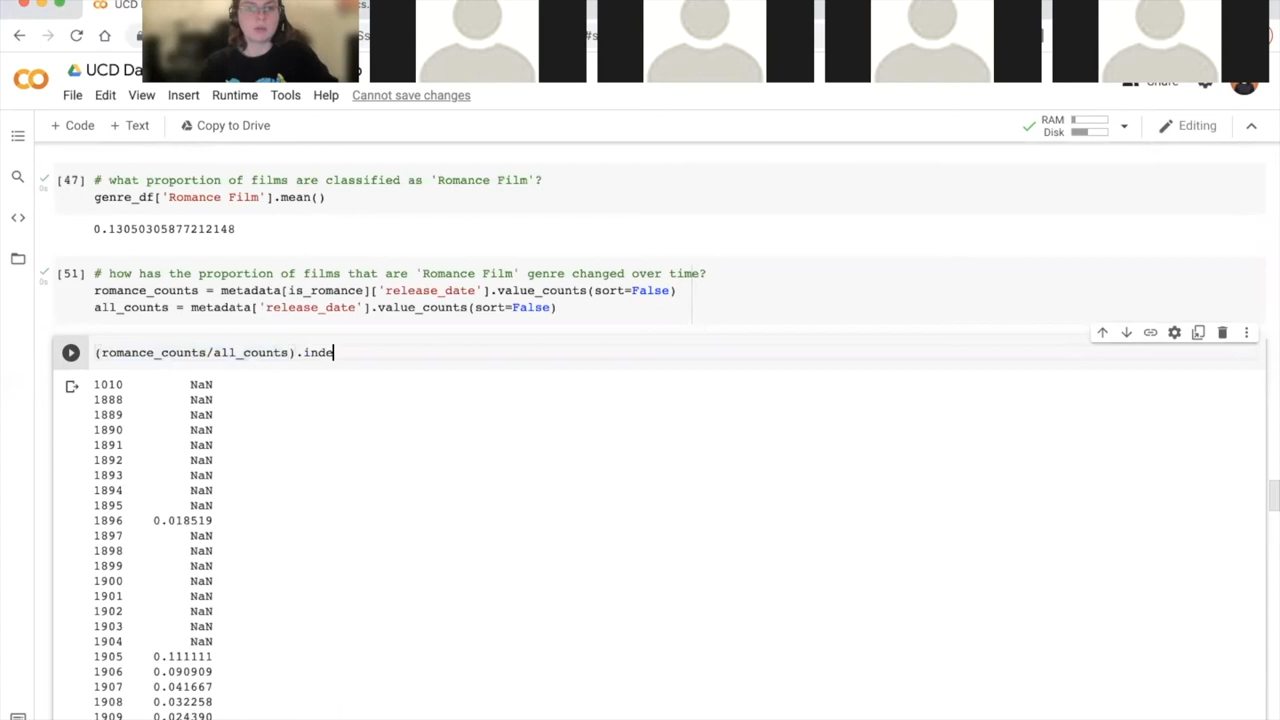 UCD
UCD Da
Share
File Edit View Insert Runtime Tools Help Cannot save changes
+ Code + Text Copy to Drive
RAM
Disk
Editing
[47] # what proportion of films are classified as 'Romance Film'?
0s
genre_df['Romance Film'].mean()
0.13050305877212148
[51] # how has the proportion of films that are 'Romance Film' genre changed over time?
0s
romance_counts = metadata[is_romance]['release_date'].value_counts(sort=False)
all_counts = metadata['release_date'].value_counts(sort=False)
(romance_counts/all_counts).inde
1010 NaN
1888 NaN
1889 NaN
1890 NaN
1891 NaN
1892 NaN
1893 NaN
1894 NaN
1895 NaN
1896 0.018519
1897 NaN
1898 NaN
1899 NaN
1900 NaN
1901 NaN
1902 NaN
1903 NaN
1904 NaN
1905 0.111111
1906 0.090909
1907 0.041667
1908 0.032258
1909 0.024390